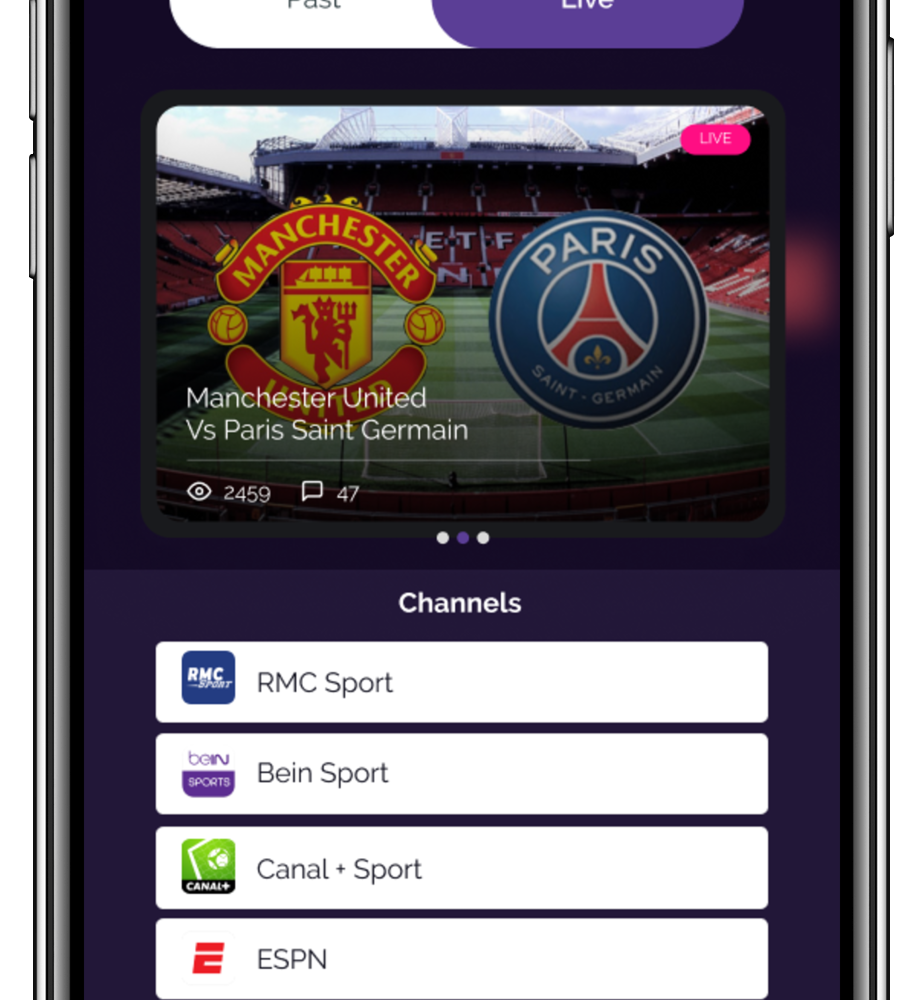 Past
Live
LIVE
MANCHESTER
UNITED
PARIS
SAINT - GERMAIN
Manchester United
Vs Paris Saint Germain
2459
47
Channels
RMC
SPORT
RMC Sport
beIN
SPORTS
Bein Sport
CANAL+
Canal + Sport
ESPN